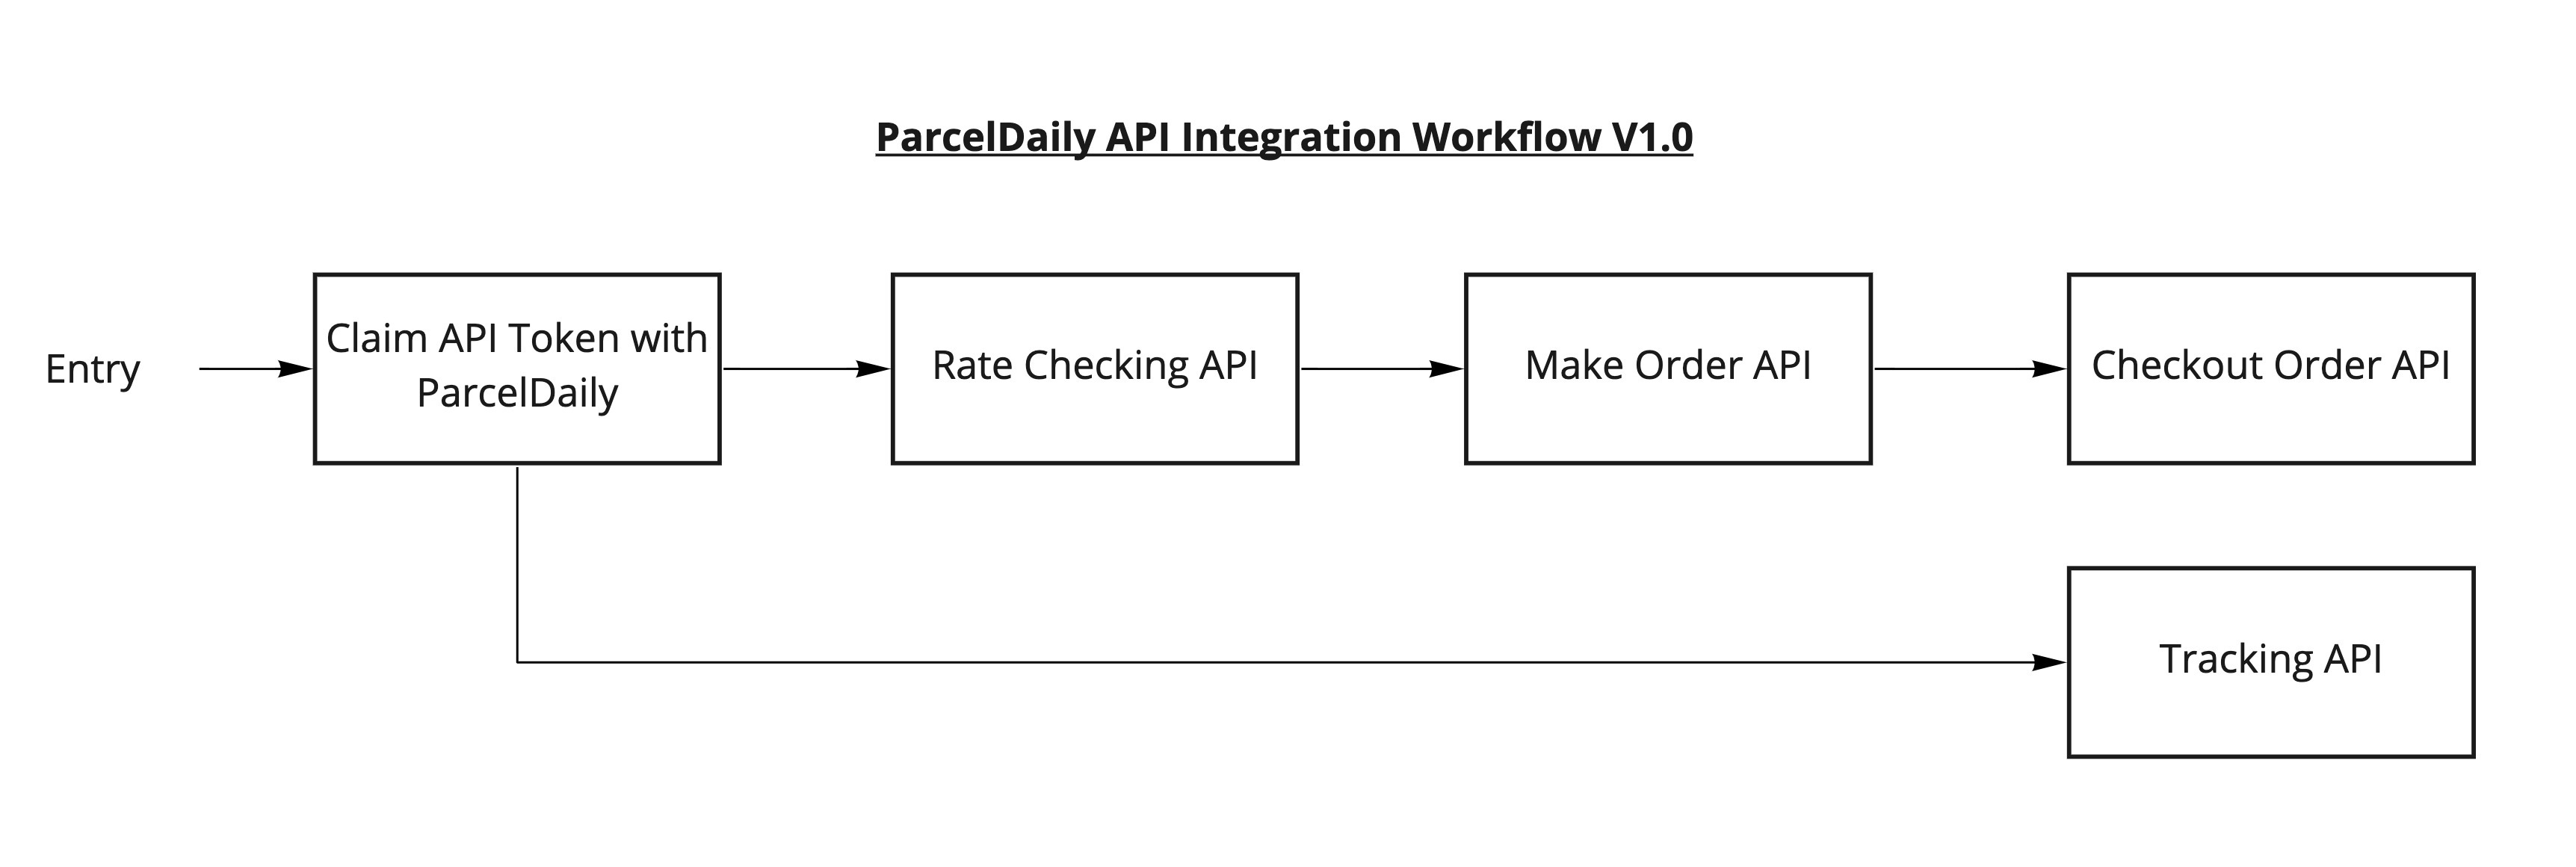 ParcelDaily API Integration Workflow V1.0
Entry
Claim API Token with
ParcelDaily
Rate Checking API
Make Order API
Checkout Order API
Tracking API